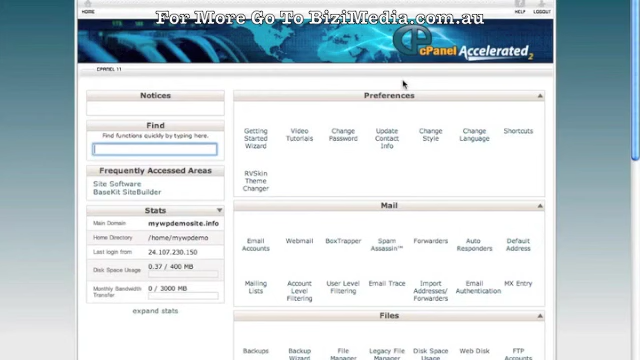 For More Go To BiziMedia.com.au
HOME
HELP
LOGOUT
cPanel Accelerated2
CPANEL 11
Notices
Find
Find functions quickly by typing here.
Frequently Accessed Areas
Site Software
BaseKit SiteBuilder
Stats
Main Domain mywpdemosite.info
Home Directory /home/mywpdemo
Last login from 24.107.230.150
Disk Space Usage 0.37 / 400 MB
Monthly Bandwidth Transfer 0 / 3000 MB
expand stats
Preferences
Getting Started Wizard
Video Tutorials
Change Password
Update Contact Info
Change Style
Change Language
Shortcuts
RVSkin Theme Changer
Mail
Email Accounts
Webmail
BoxTrapper
Spam Assassin™
Forwarders
Auto Responders
Default Address
Mailing Lists
Account Level Filtering
User Level Filtering
Email Trace
Import Addresses/ Forwarders
Email Authentication
MX Entry
Files
Backups
Backup Wizard
File Manager
Legacy File Manager
Disk Space Usage
Web Disk
FTP Accounts